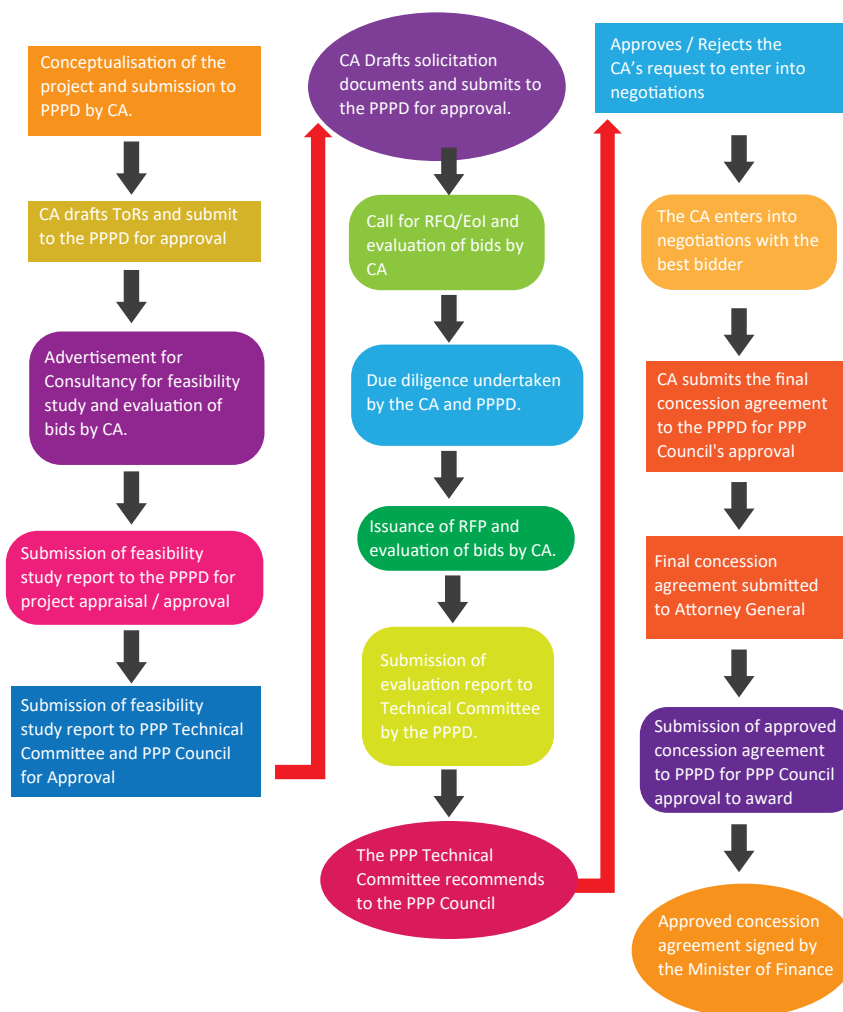 Conceptualisation of the
project and submission to
PPPD by CA.
CA drafts ToRs and submit
to the PPPD for approval
Advertisement for
Consultancy for feasibility
study and evaluation of
bids by CA.
Submission of feasibility
study report to the PPPD for
project appraisal / approval
Submission of feasibility
study report to PPP Technical
Committee and PPP Council
for Approval
CA Drafts solicitation
documents and submits to
the PPPD for approval.
Call for RFQ/EoI and
evaluation of bids by
CA
Due diligence undertaken
by the CA and PPPD.
Issuance of RFP and
evaluation of bids by CA.
Submission of
evaluation report to
Technical Committee
by the PPPD.
The PPP Technical
Committee recommends
to the PPP Council
Approves / Rejects the
CA's request to enter into
negotiations
The CA enters into
negotiations with the
best bidder
CA submits the final
concession agreement
to the PPPD for PPP
Council's approval
Final concession
agreement submitted
to Attorney General
Submission of approved
concession agreement
to PPPD for PPP Council
approval to award
Approved concession
agreement signed by
the Minister of Finance